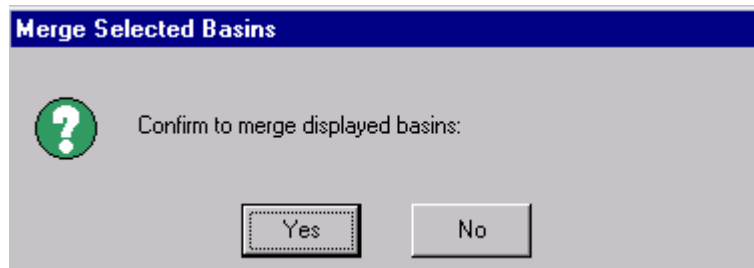 Merge Selected Basins
?
Confirm to merge displayed basins:
Yes No